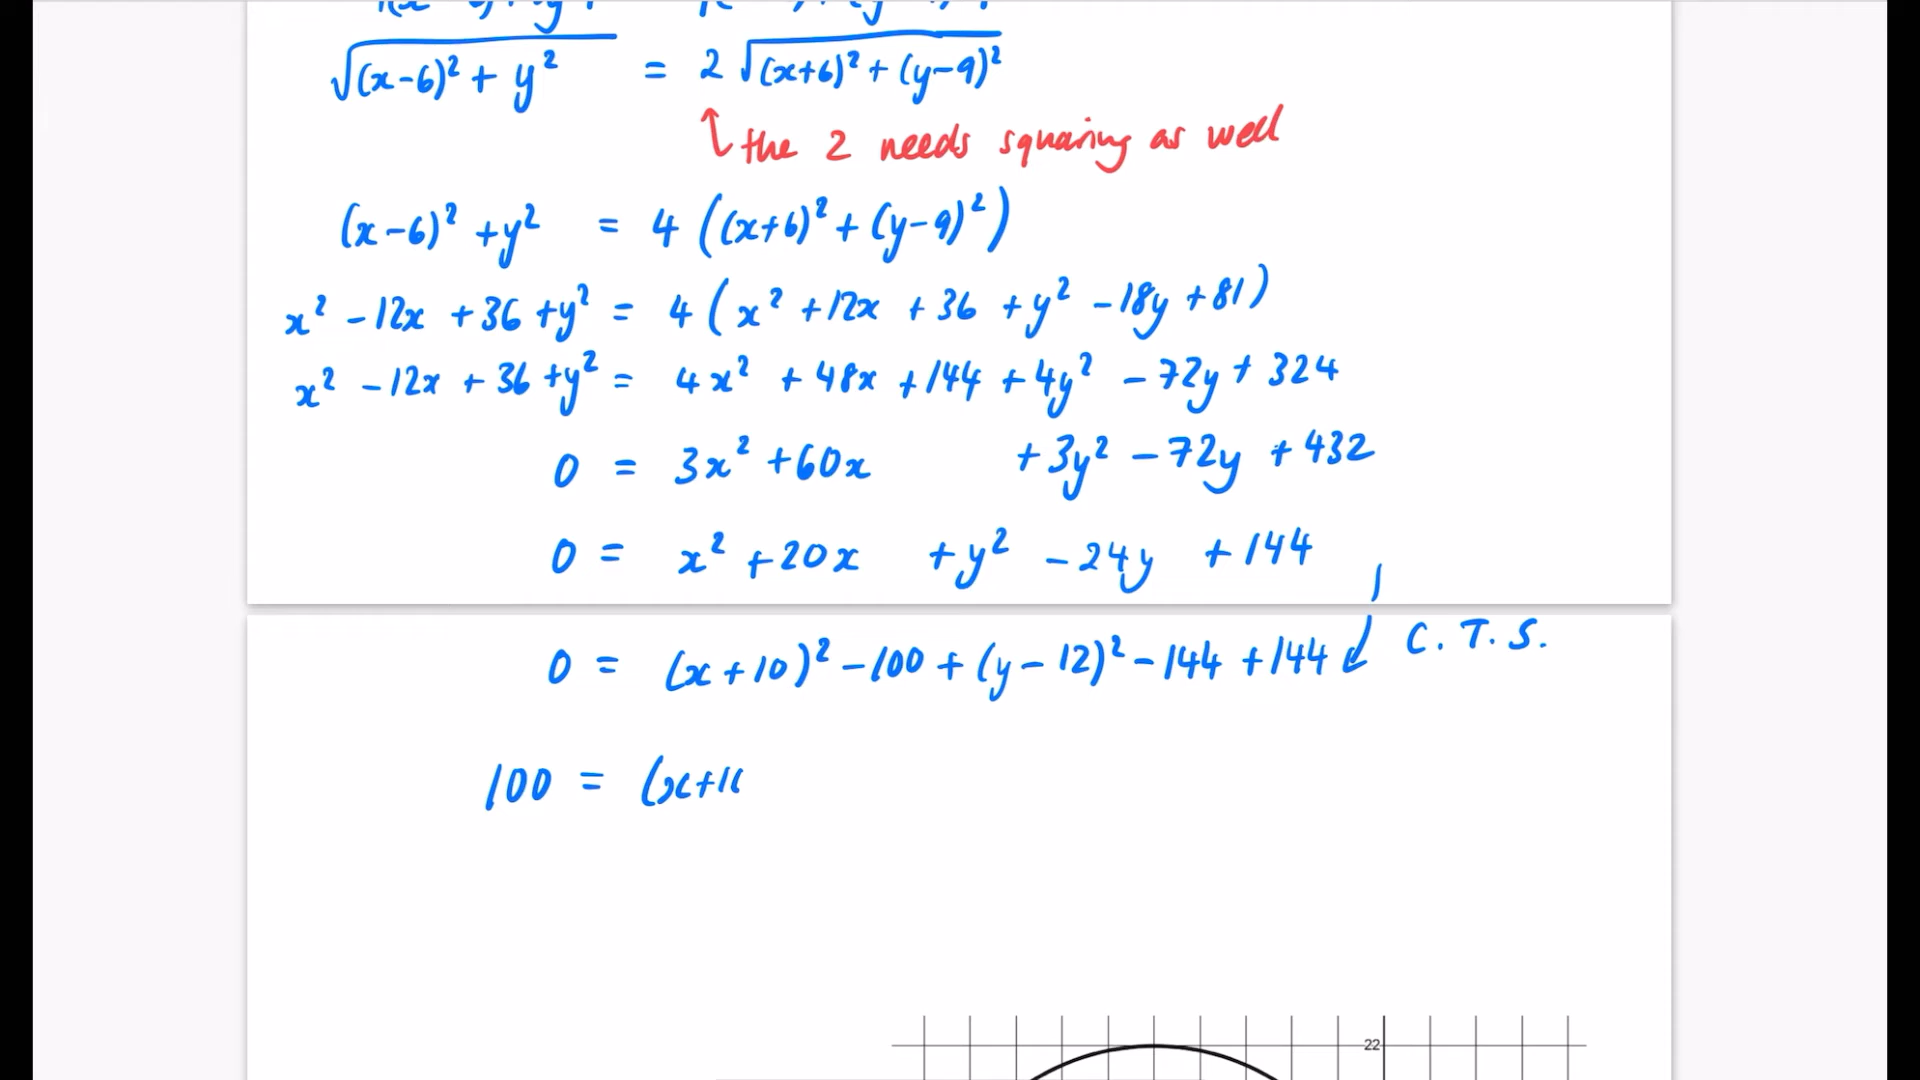 √(x-6)² + y² = 2 √(x+6)² + (y-9)²
the 2 needs squaring as well
(x-6)² + y² = 4 ((x+6)² + (y-9)²)
x² - 12x + 36 + y² = 4 (x² + 12x + 36 + y² - 18y + 81)
x² - 12x + 36 + y² = 4x² + 48x + 144 + 4y² - 72y + 324
0 = 3x² + 60x + 3y² - 72y + 432
0 = x² + 20x + y² - 24y + 144
C.T.S.
0 = (x+10)² - 100 + (y-12)² - 144 + 144
100 = (x+1
22